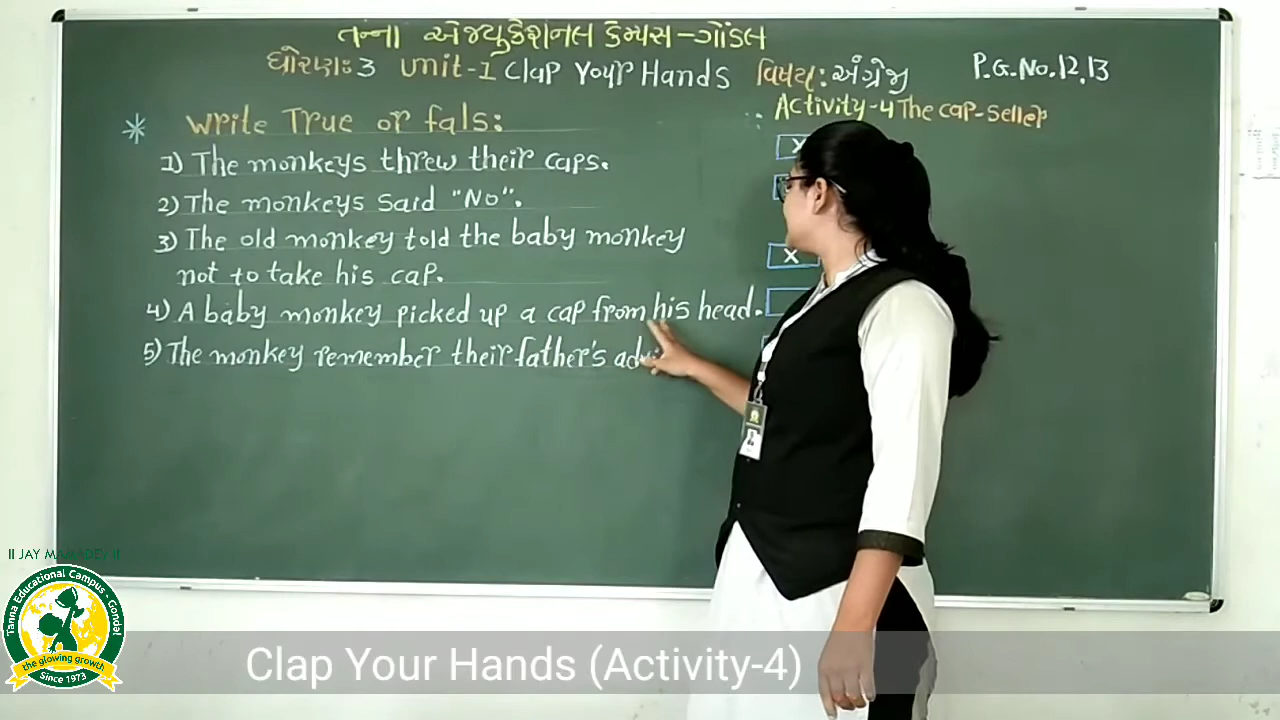 તન્ના એજ્યુકેશનલ કેમ્પસ - ગોંડલ
ધોરણ: 3 Unit-1 Clap Your Hands વિષય: અંગ્રેજી P.G.No.12,13
Activity-4 The cap-seller
Write True or fals:
1) The monkeys threw their caps. X
2) The monkeys said "No".
3) The old monkey told the baby monkey
not to take his cap. X
4) A baby monkey picked up a cap from his head.
5) The monkey remember their father's
॥ JAY MAMADEV ॥
Tanna Educational Campus - Gondal
the glowing growth
Since 1973
Clap Your Hands (Activity-4)